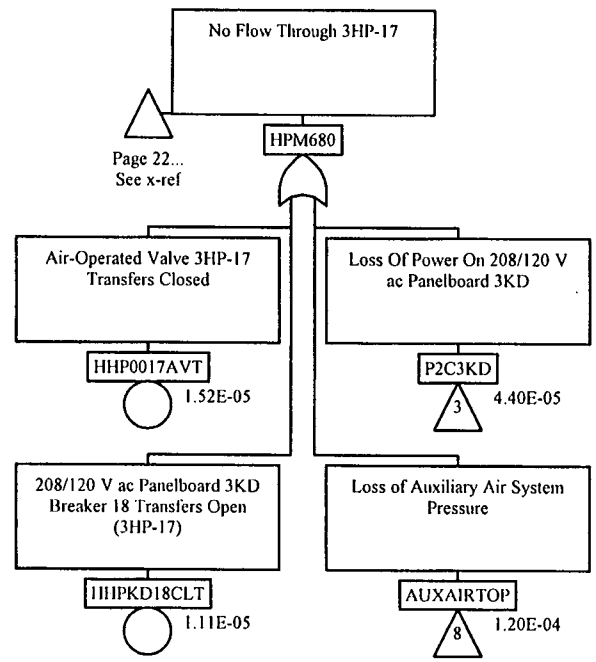 No Flow Through 3HP-17
HPM680
Page 22...
See x-ref
Air-Operated Valve 3HP-17
Transfers Closed
HHP0017AVT
1.52E-05
Loss Of Power On 208/120 V
ac Panelboard 3KD
P2C3KD
3
4.40E-05
208/120 V ac Panelboard 3KD
Breaker 18 Transfers Open
(3HP-17)
HHPKD18CLT
1.11E-05
Loss of Auxiliary Air System
Pressure
AUXAIRTOP
8
1.20E-04